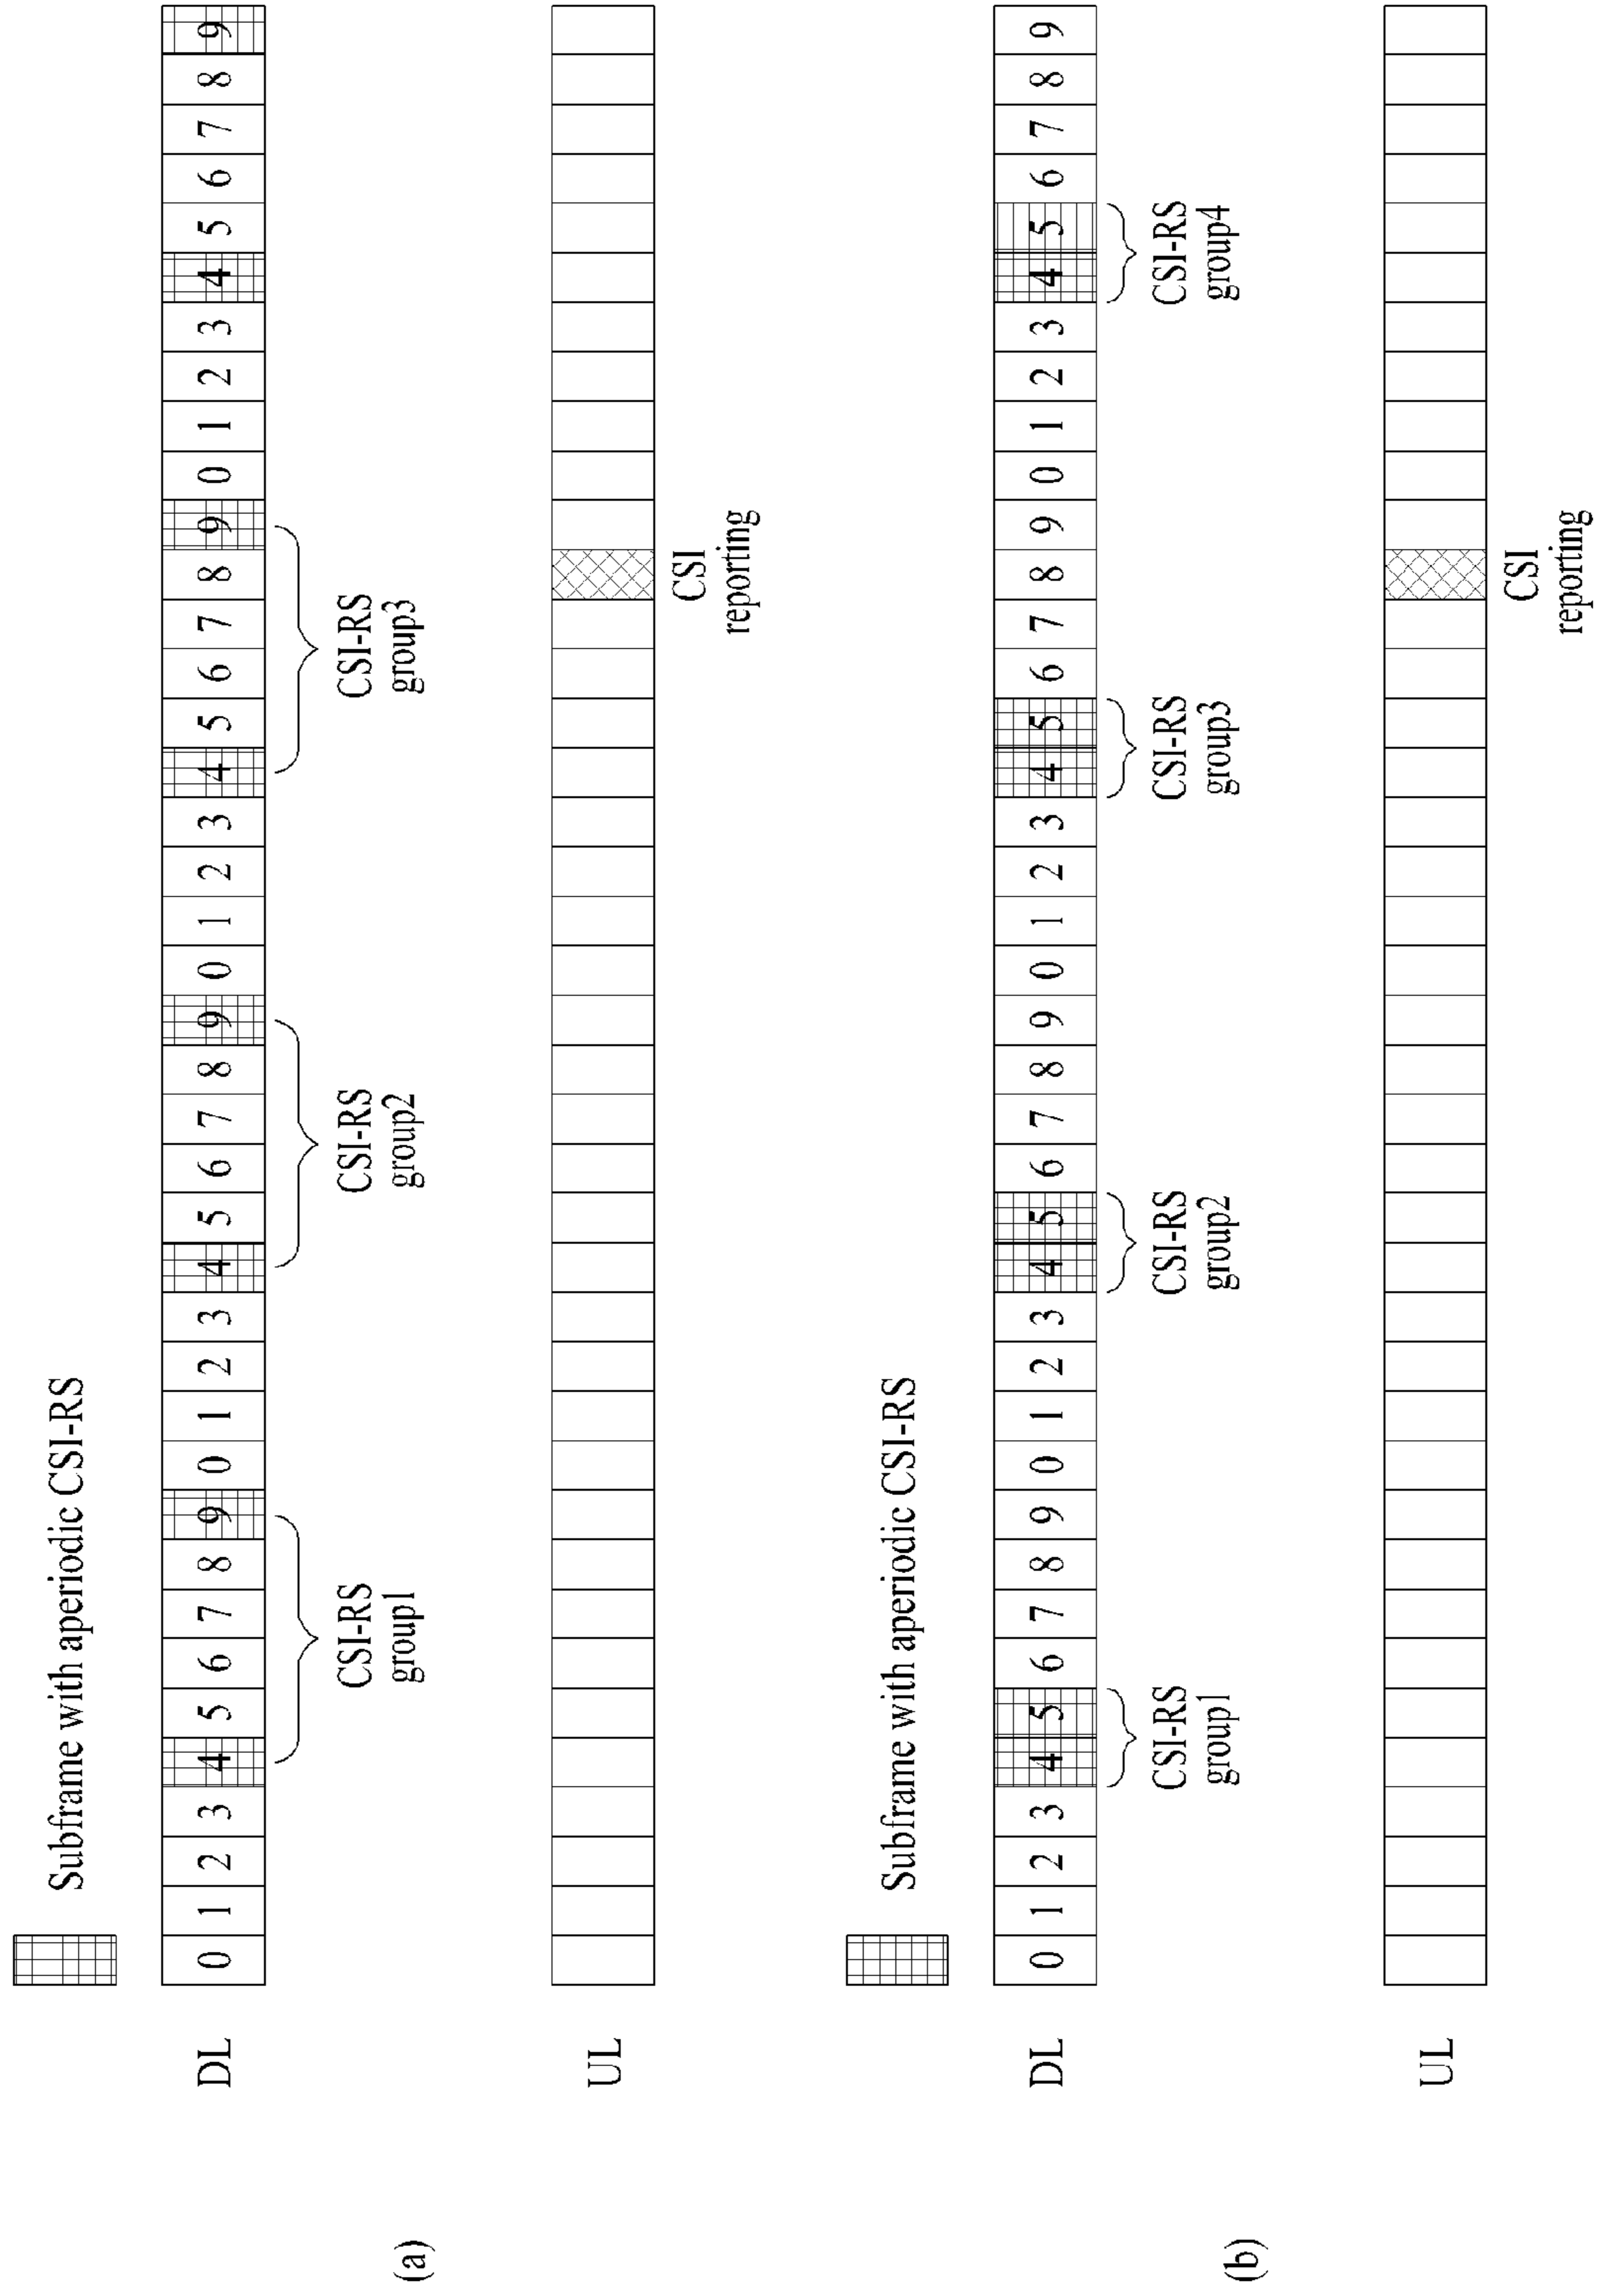 Subframe with aperiodic CSI-RS
DL 0 1 2 3 4 5 6 7 8 9 0 1 2 3 4 5 6 7 8 9 0 1 2 3 4 5 6 7 8 9 0 1 2 3 4 5 6 7 8 9
CSI-RS
group1
CSI-RS
group2
CSI-RS
group3
(a)
UL
CSI
reporting
Subframe with aperiodic CSI-RS
DL 0 1 2 3 4 5 6 7 8 9 0 1 2 3 4 5 6 7 8 9 0 1 2 3 4 5 6 7 8 9 0 1 2 3 4 5 6 7 8 9
CSI-RS
group1
CSI-RS
group2
CSI-RS
group3
CSI-RS
group4
(b)
UL
CSI
reporting